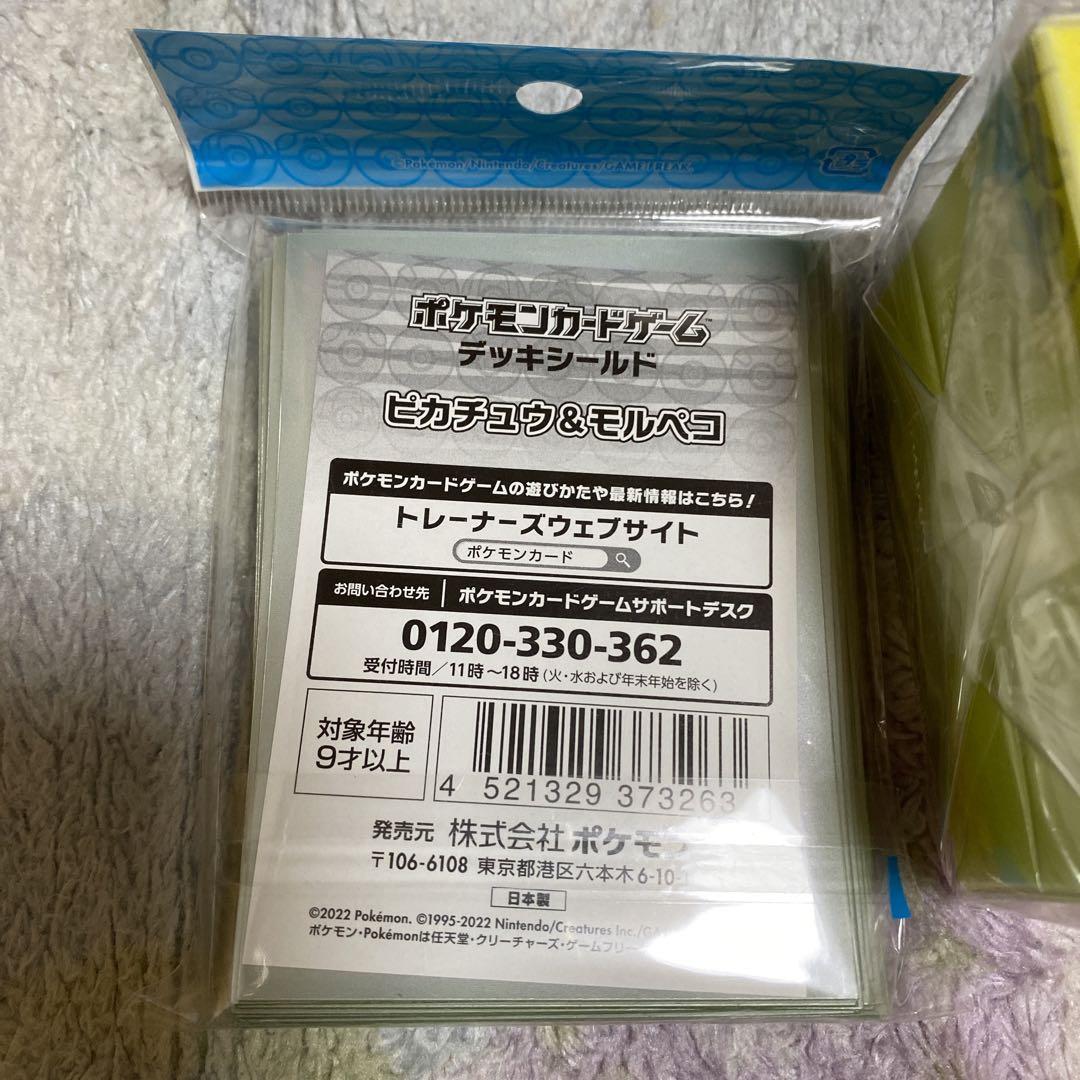 ©Pokémon/Nintendo/Creatures/GAME FREAK.
ポケモンカードゲーム™
デッキシールド
ピカチュウ&モルペコ
ポケモンカードゲームの遊びかたや最新情報はこちら!
トレーナーズウェブサイト
ポケモンカード
お問い合わせ先 ポケモンカードゲームサポートデスク
0120-330-362
受付時間/11時~18時(火・水および年末年始を除く)
対象年齢
9才以上
4 521329 373263
発売元 株式会社 ポケモン
〒106-6108 東京都港区六本木6-10-1
日本製
©2022 Pokémon. ©1995-2022 Nintendo/Creatures Inc./GA
ポケモン・Pokémonは任天堂・クリーチャーズ・ゲームフリー